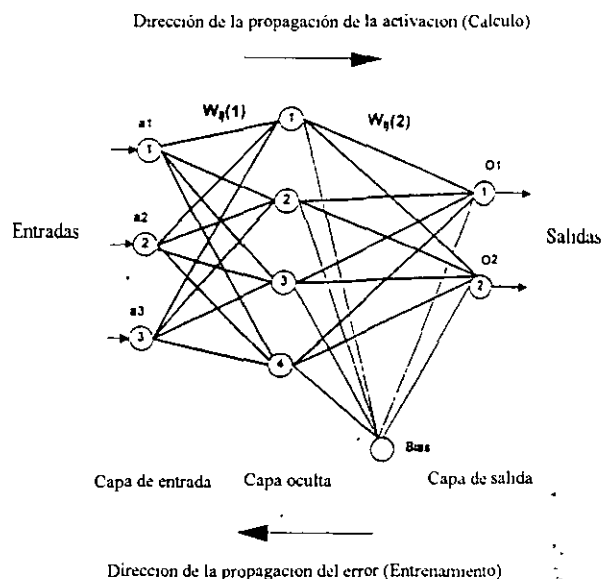 Dirección de la propagación de la activacion (Calculo)
Wij(1)
Wij(2)
a1
1
1
O1
1
2
Entradas
a2
2
Salidas
O2
2
3
a3
3
4
Bias
Capa de entrada
Capa oculta
Capa de salida
Direccion de la propagacion del error (Entrenamiento)